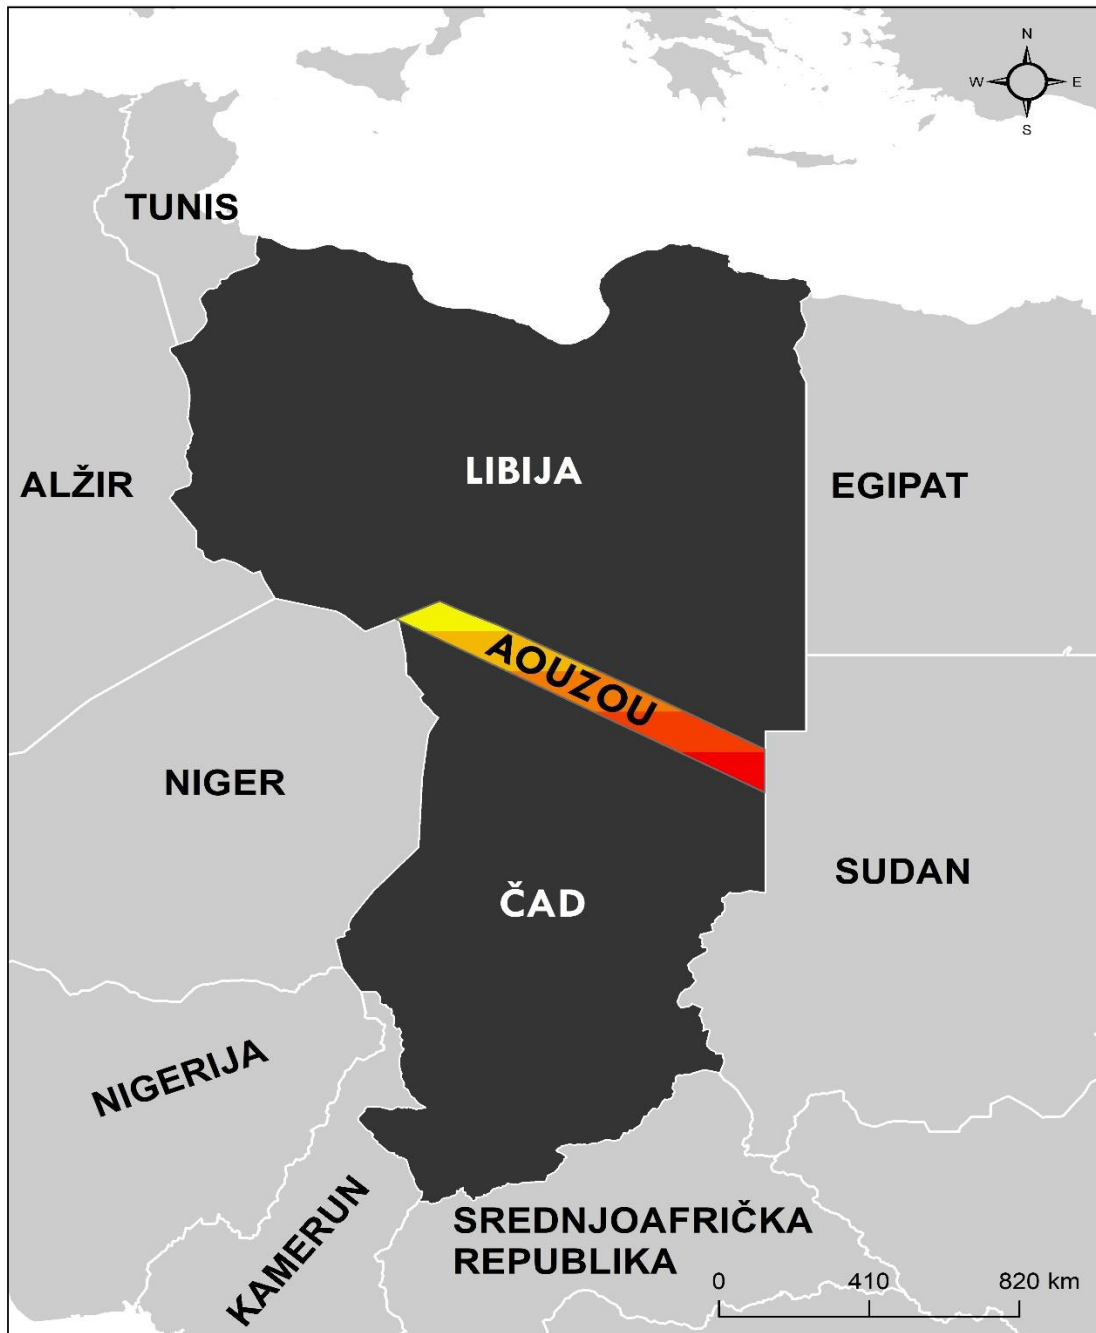 N
W E
S
TUNIS
LIBIJA
ALŽIR
EGIPAT
AOUZOU
NIGER
SUDAN
ČAD
NIGERIJA
KAMERUN
SREDNJOAFRIČKA
REPUBLIKA
0 410 820 km